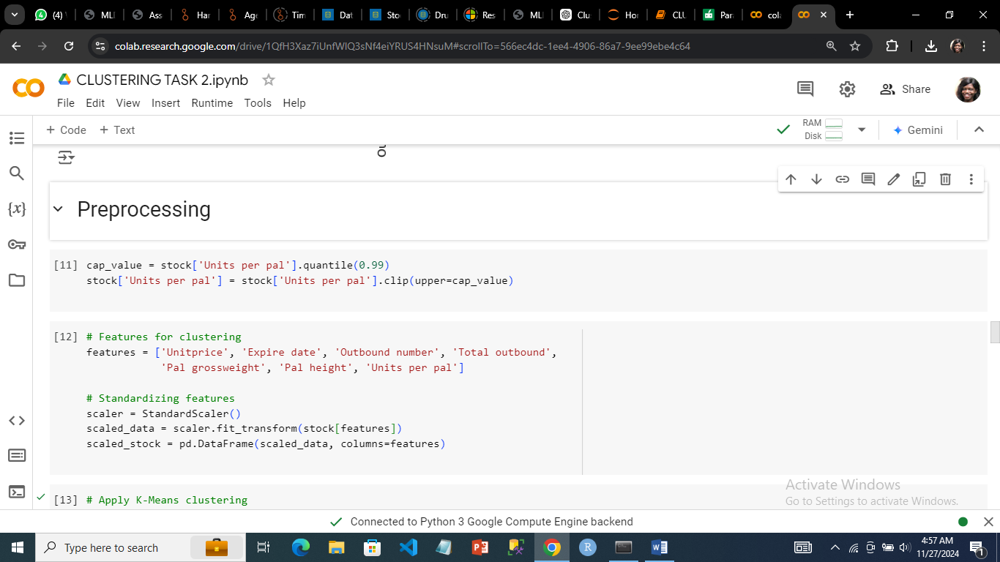 (4) MLI Ass Har Age Tim Dat Sto Dru Res MLI Clu Ho CLU Par cola
colab.research.google.com/drive/1QfH3Xaz7iUnfWIQ3sNf4eiYRUS4HNsuM#scrollTo=566ec4dc-1ee4-4906-86a7-9ee99ebe4c64
CLUSTERING TASK 2.ipynb
File Edit View Insert Runtime Tools Help
Share
+ Code + Text
RAM
Disk
Gemini
Preprocessing
[11] cap_value = stock['Units per pal'].quantile(0.99)
stock['Units per pal'] = stock['Units per pal'].clip(upper=cap_value)
[12] # Features for clustering
features = ['Unitprice', 'Expire date', 'Outbound number', 'Total outbound',
'Pal grossweight', 'Pal height', 'Units per pal']
# Standardizing features
scaler = StandardScaler()
scaled_data = scaler.fit_transform(stock[features])
scaled_stock = pd.DataFrame(scaled_data, columns=features)
[13] # Apply K-Means clustering
Activate Windows
Go to Settings to activate Windows.
Connected to Python 3 Google Compute Engine backend
Type here to search
4:57 AM
11/27/2024
1